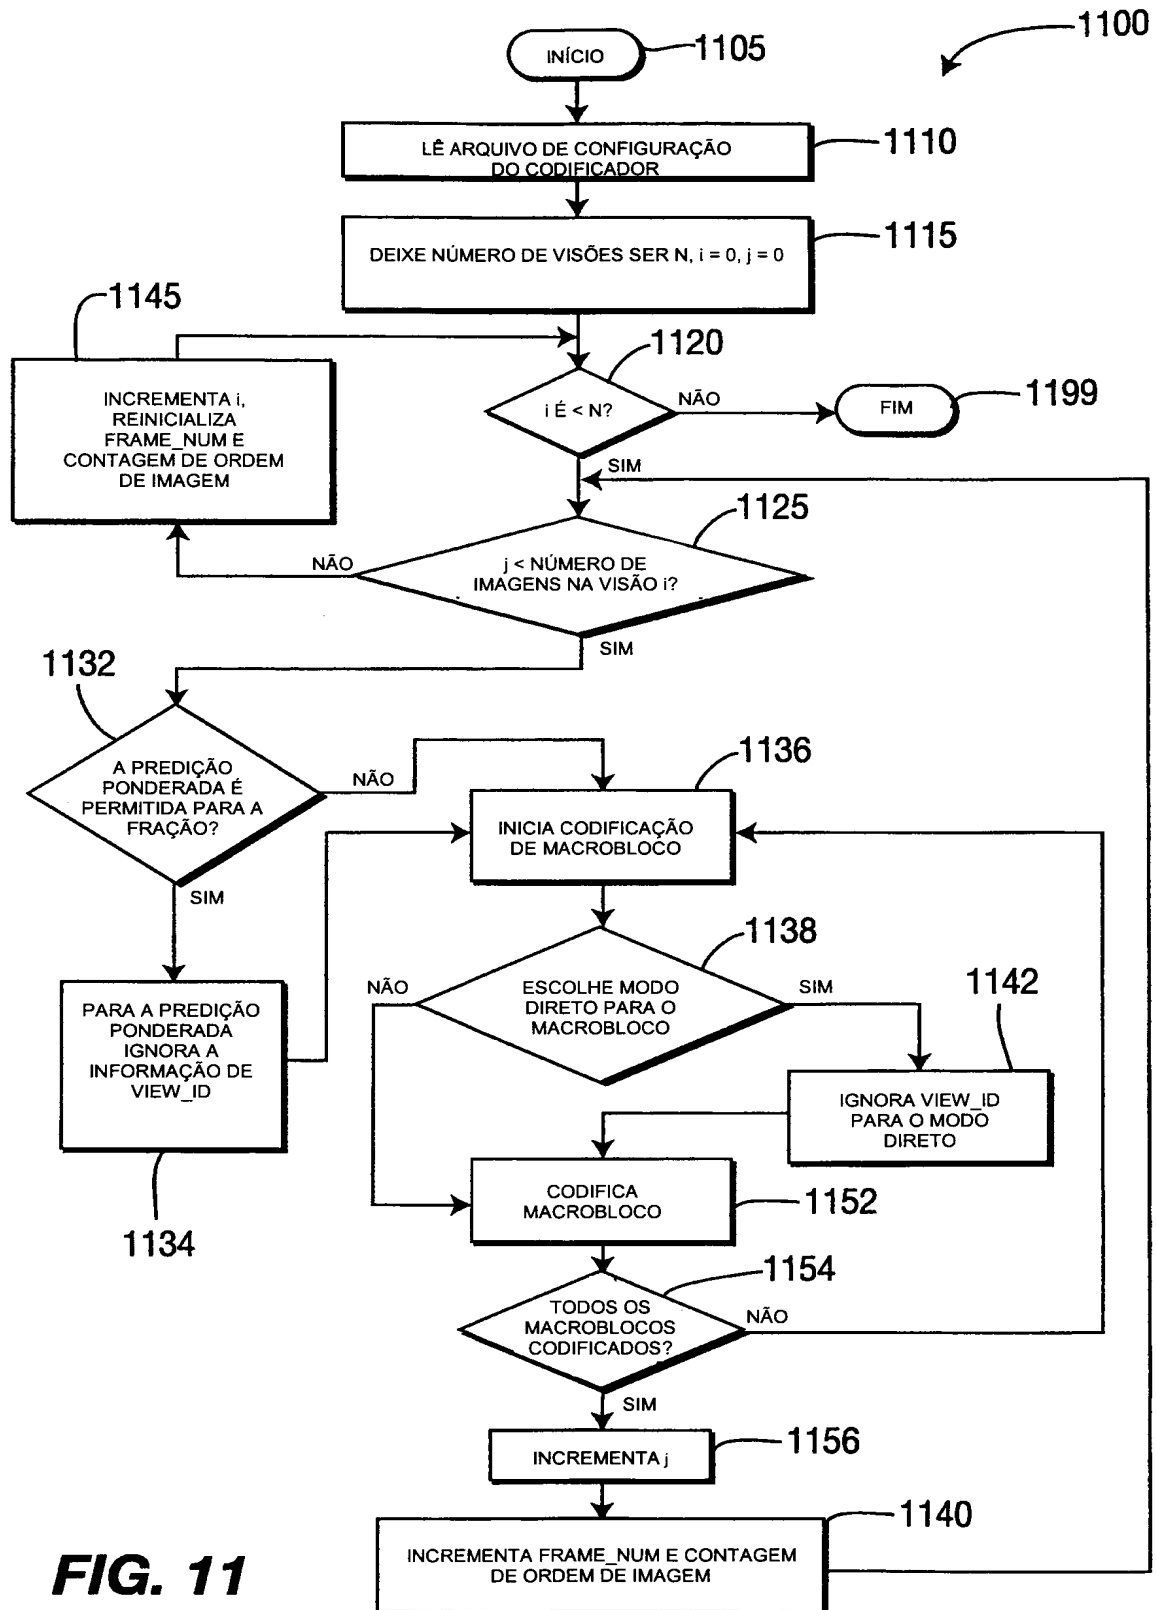 1100
INÍCIO
1105
LÊ ARQUIVO DE CONFIGURAÇÃO
DO CODIFICADOR
1110
DEIXE NÚMERO DE VISÕES SER N, i = 0, j = 0
1115
1145
INCREMENTA i,
REINICIALIZA
FRAME_NUM E
CONTAGEM DE ORDEM
DE IMAGEM
1120
i É < N?
NÃO
FIM
1199
SIM
1125
j < NÚMERO DE
IMAGENS NA VISÃO i?
NÃO
SIM
1132
A PREDIÇÃO
PONDERADA É
PERMITIDA PARA A
FRAÇÃO?
NÃO
SIM
1136
INICIA CODIFICAÇÃO
DE MACROBLOCO
1138
ESCOLHE MODO
DIRETO PARA O
MACROBLOCO
NÃO
SIM
1142
IGNORA VIEW_ID
PARA O MODO
DIRETO
PARA A PREDIÇÃO
PONDERADA
IGNORA A
INFORMAÇÃO DE
VIEW_ID
1134
CODIFICA
MACROBLOCO
1152
1154
TODOS OS
MACROBLOCOS
CODIFICADOS?
NÃO
SIM
INCREMENTA j
1156
1140
INCREMENTA FRAME_NUM E CONTAGEM
DE ORDEM DE IMAGEM
FIG. 11